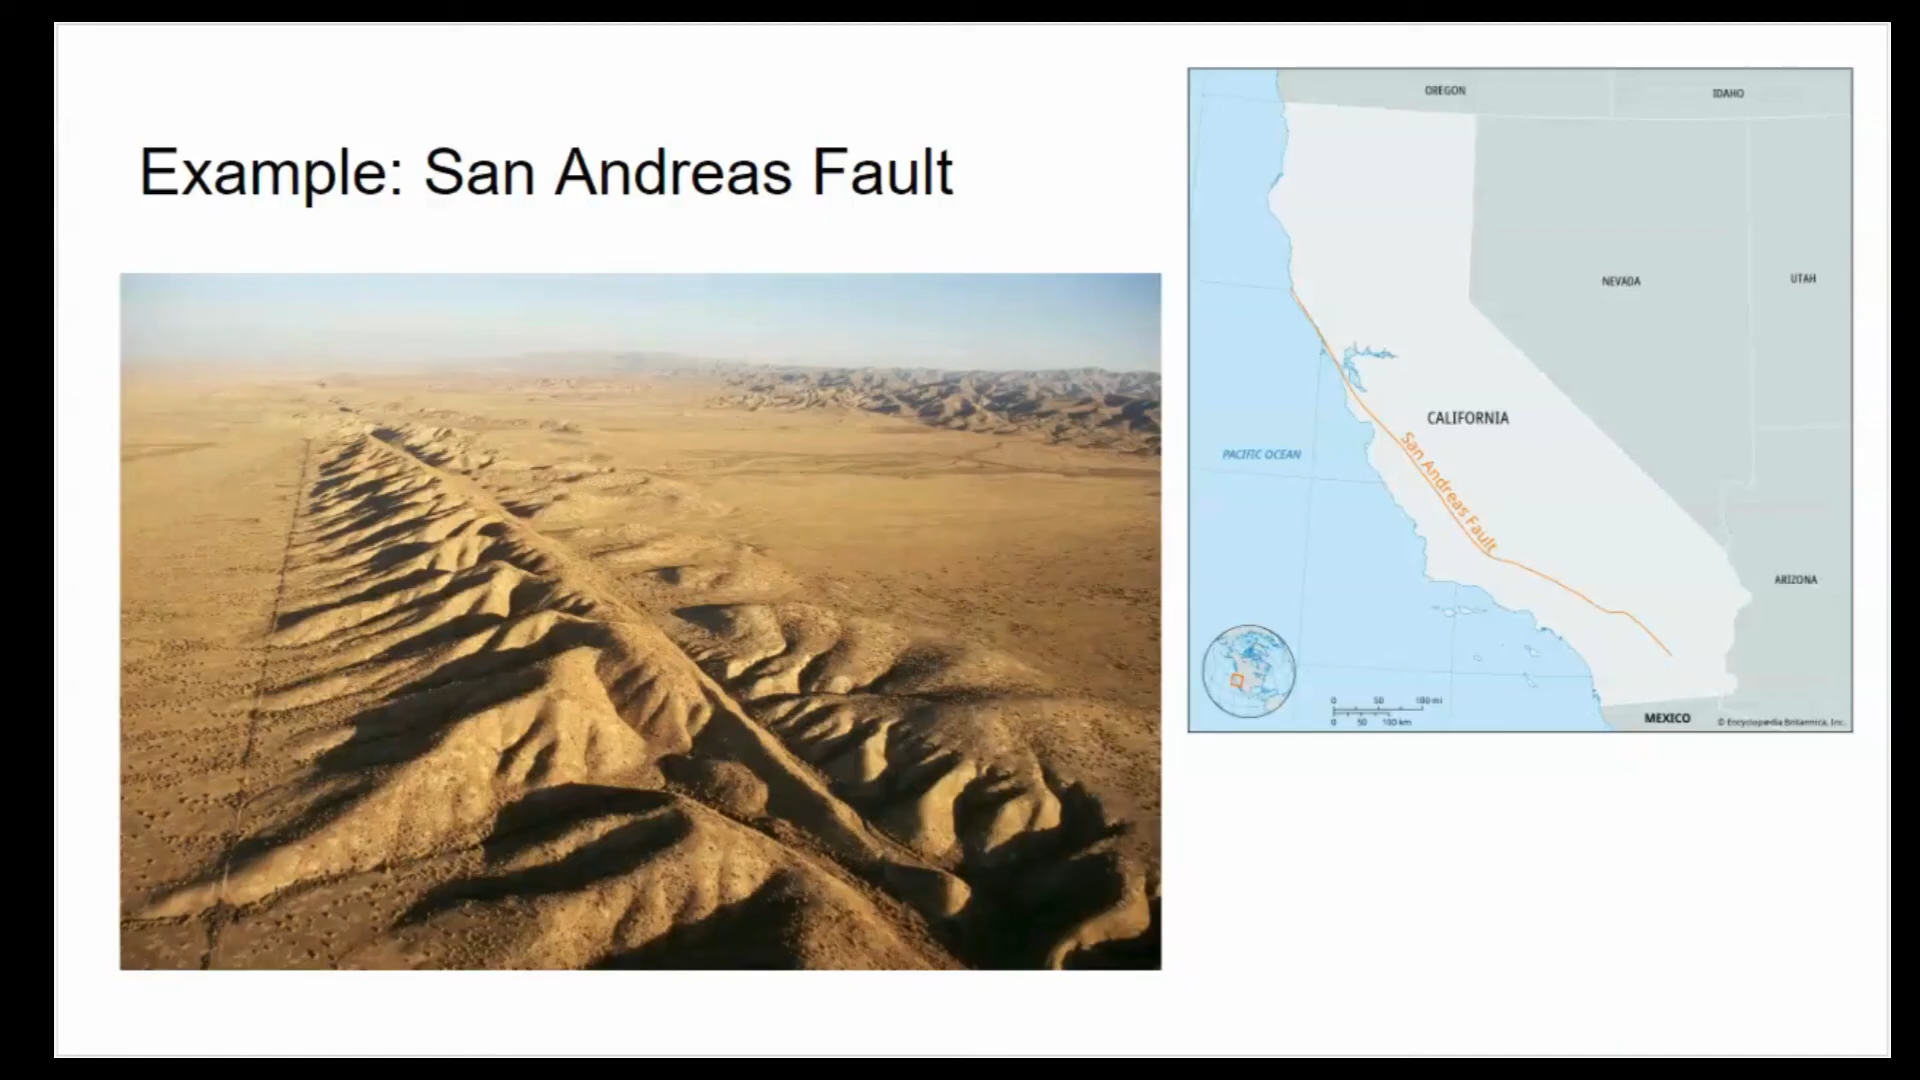 Example: San Andreas Fault
OREGON
IDAHO
NEVADA
UTAH
CALIFORNIA
PACIFIC OCEAN
San Andreas Fault
ARIZONA
0 50 100 mi
0 50 100 km
MEXICO
© Encyclopædia Britannica, Inc.